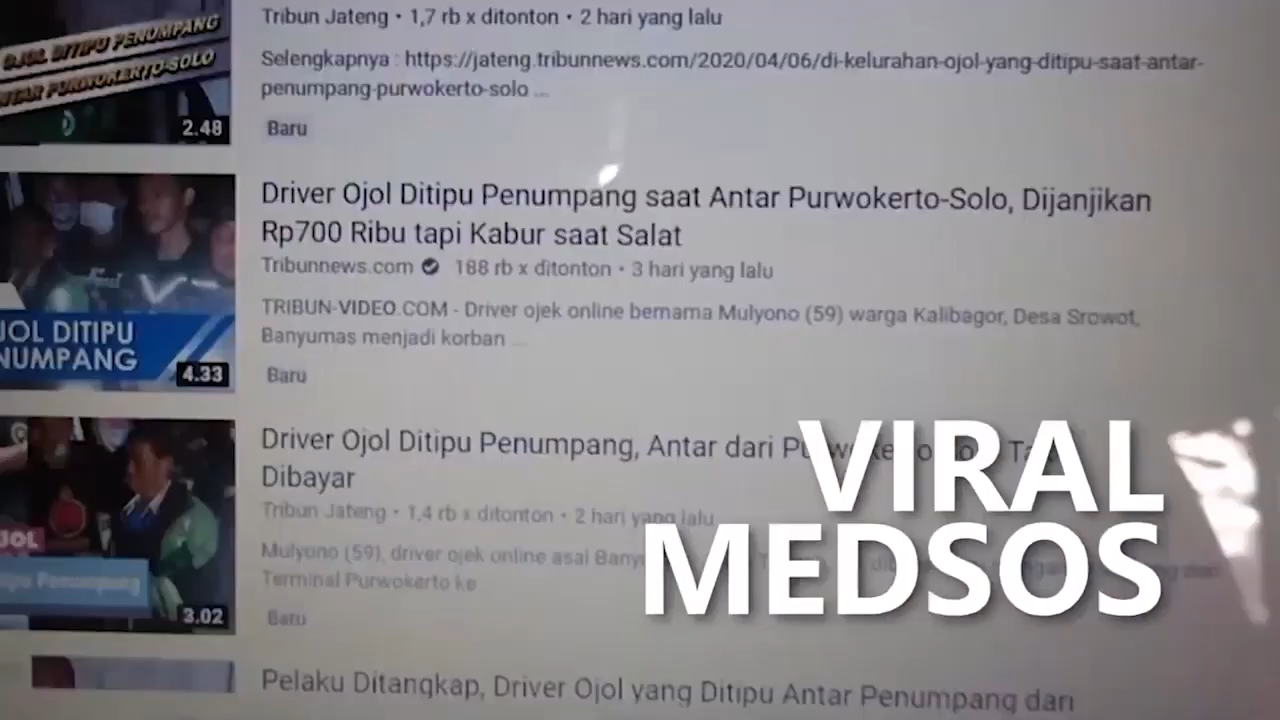 Tribun Jateng • 1,7 rb x ditonton • 2 hari yang lalu
OJOL DITIPU PENUMPANG
ANTAR PURWOKERTO-SOLO
Selengkapnya : https://jateng.tribunnews.com/2020/04/06/di-kelurahan-ojol-yang-ditipu-saat-antar-
penumpang-purwokerto-solo ...
2.48
Baru
Driver Ojol Ditipu Penumpang saat Antar Purwokerto-Solo, Dijanjikan
Rp700 Ribu tapi Kabur saat Salat
Tribunnews.com 188 rb x ditonton • 3 hari yang lalu
TRIBUN-VIDEO.COM - Driver ojek online bernama Mulyono (59) warga Kalibagor, Desa Srowot,
Banyumas menjadi korban ...
JOL DITIPU
NUMPANG
4.33
Baru
Driver Ojol Ditipu Penumpang, Antar dari
Dibayar
Tribun Jateng • 1,4 rb x ditonton • 2 hari yang lalu
Mulyono (59), driver ojek online asal
Terminal Purwokerto ke
JOL
Penumpang
3.02
Baru
VIRAL
MEDSOS
Pelaku Ditangkap, Driver Ojol yang Ditipu Antar Penumpang dari